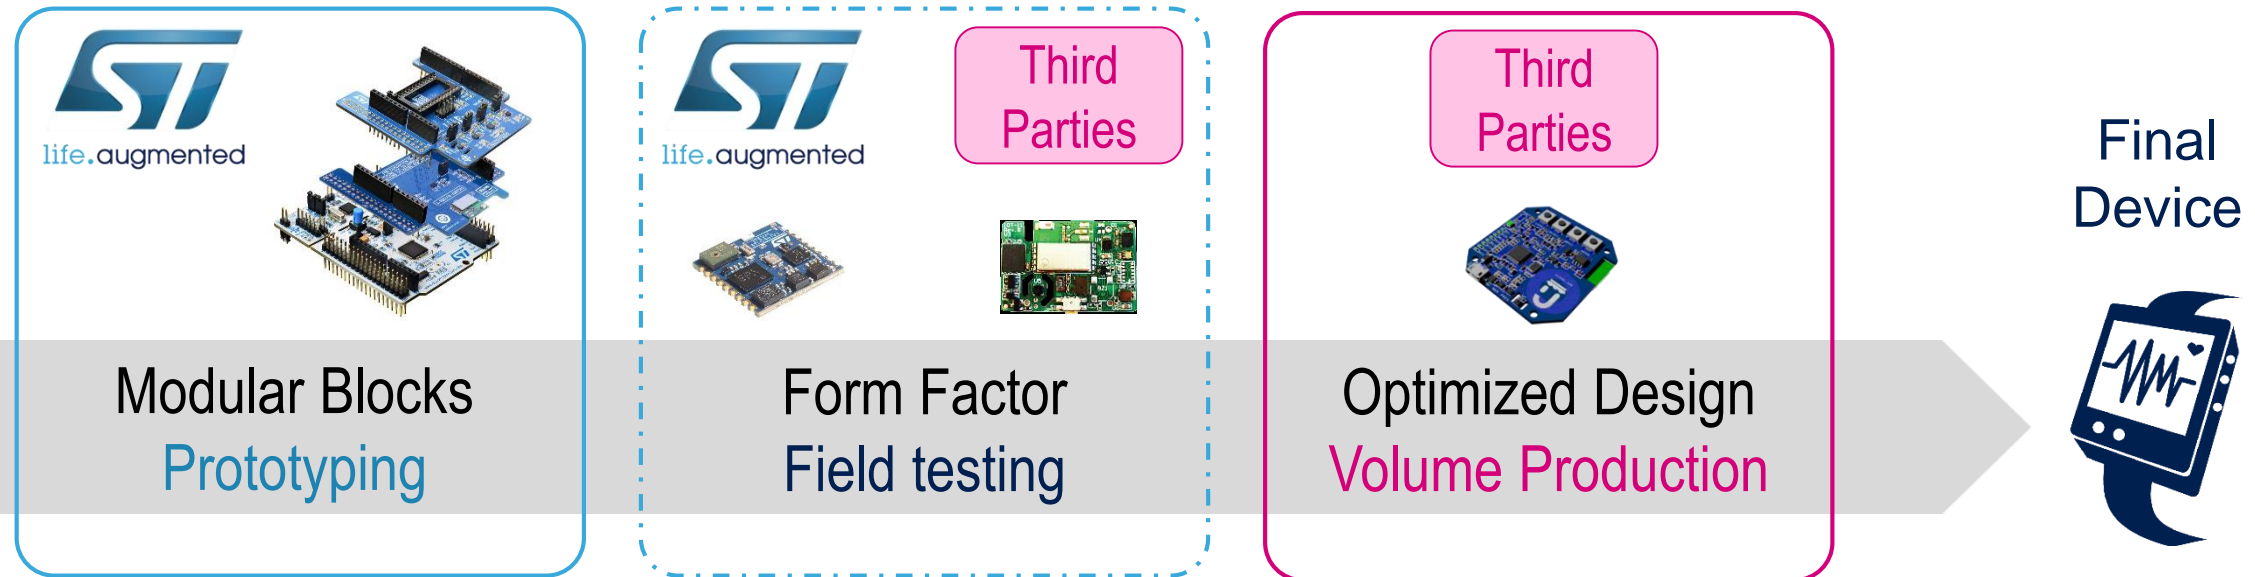 life.augmented
Modular Blocks
Prototyping
life.augmented
Third
Parties
Form Factor
Field testing
Third
Parties
Optimized Design
Volume Production
Final
Device